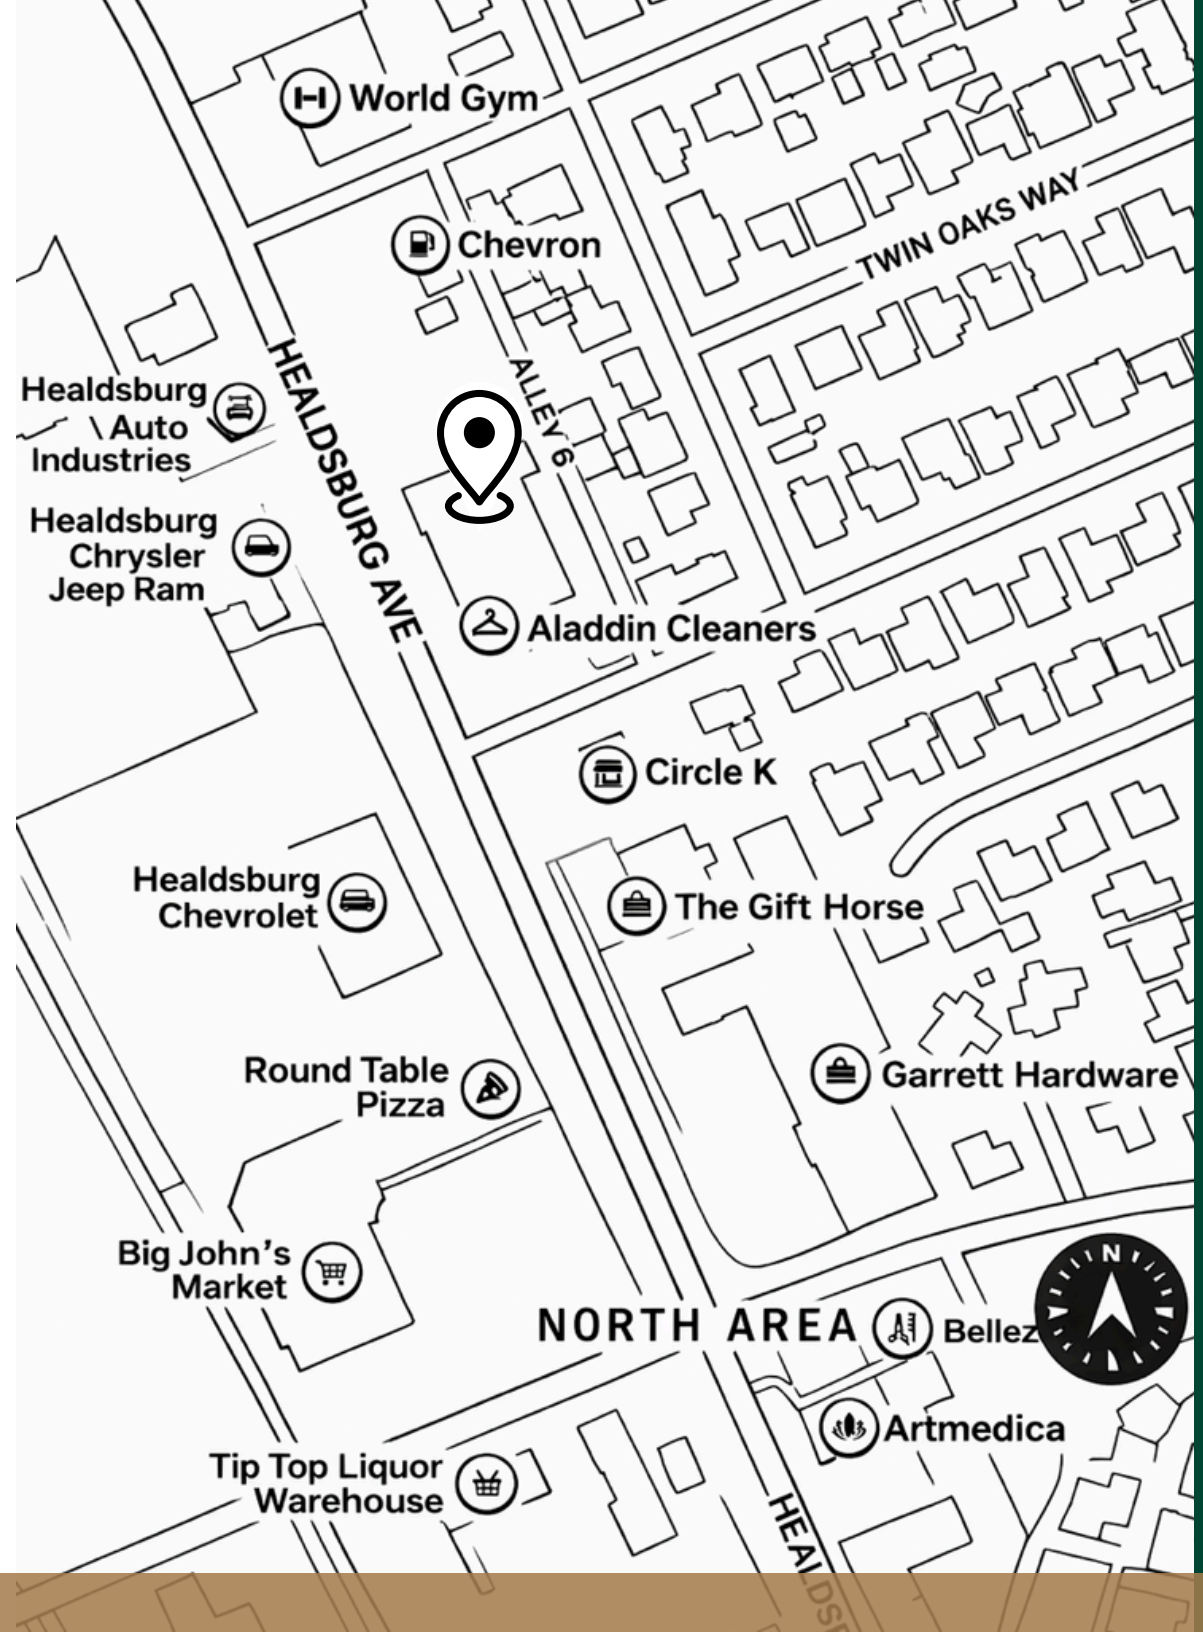 World Gym
TWIN OAKS WAY
Chevron
HEALDSBURG AVE
ALLEY 6
Healdsburg
Auto
Industries
Healdsburg
Chrysler
Jeep Ram
Aladdin Cleaners
Circle K
Healdsburg
Chevrolet
The Gift Horse
Round Table
Pizza
Garrett Hardware
Big John's
Market
N
NORTH AREA
Bellez
Artmedica
Tip Top Liquor
Warehouse
HEALDSB